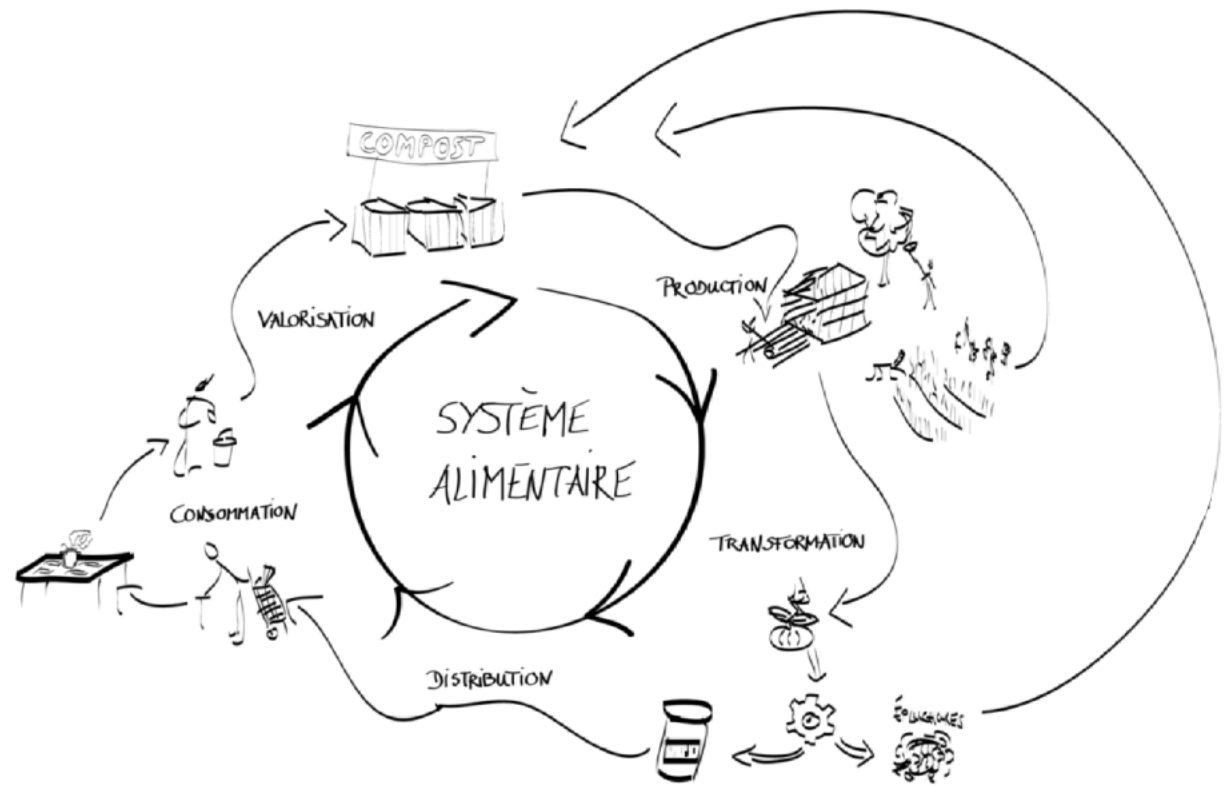 COMPOST
PRODUCTION
VALORISATION
SYSTÈME
ALIMENTAIRE
CONSOMMATION
TRANSFORMATION
DISTRIBUTION